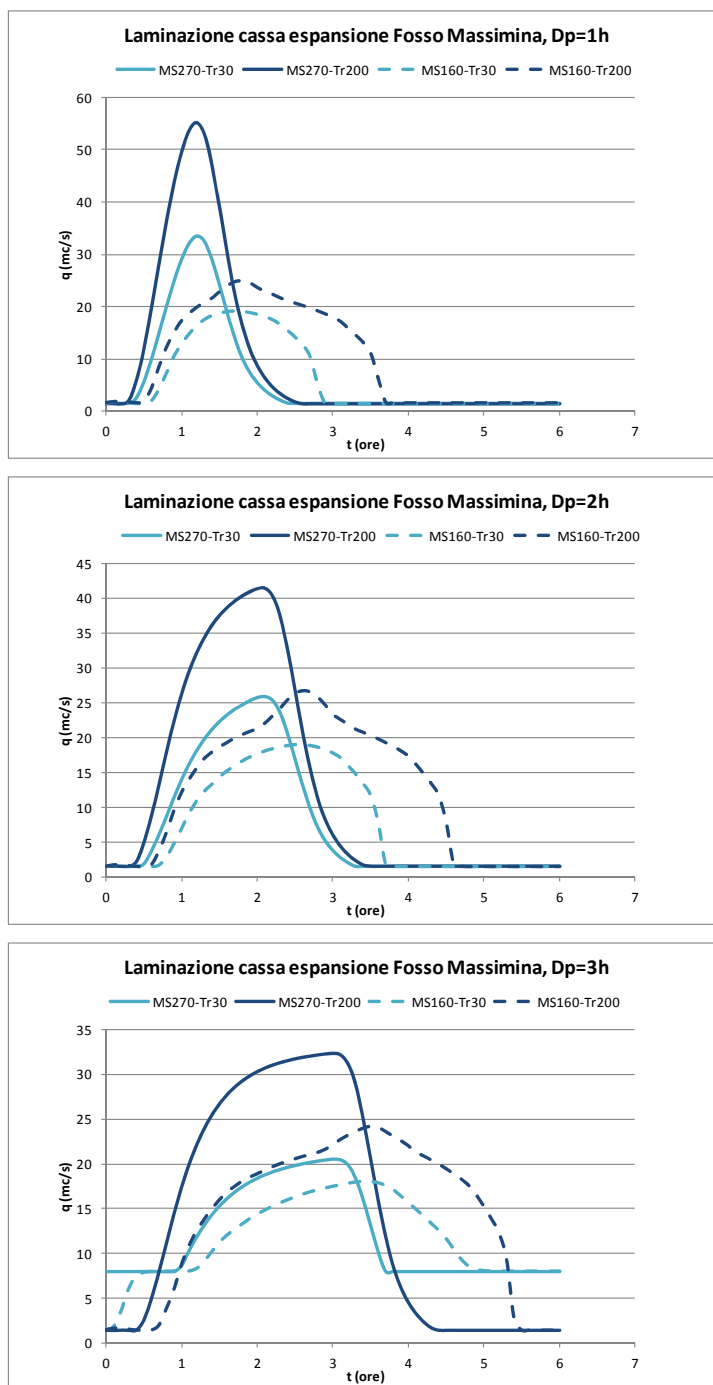 Laminazione cassa espansione Fosso Massimina, Dp=1h
MS270-Tr30 MS270-Tr200 MS160-Tr30 MS160-Tr200
60
50
40
30
20
10
0
q (mc/s)
0 1 2 3 4 5 6 7
t (ore)
Laminazione cassa espansione Fosso Massimina, Dp=2h
MS270-Tr30 MS270-Tr200 MS160-Tr30 MS160-Tr200
45
40
35
30
25
20
15
10
5
0
q (mc/s)
0 1 2 3 4 5 6 7
t (ore)
Laminazione cassa espansione Fosso Massimina, Dp=3h
MS270-Tr30 MS270-Tr200 MS160-Tr30 MS160-Tr200
35
30
25
20
15
10
5
0
q (mc/s)
0 1 2 3 4 5 6 7
t (ore)